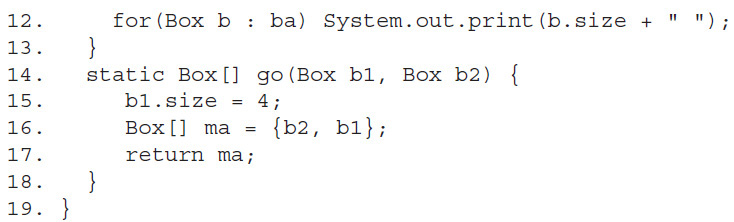 12.      for(Box b : ba) System.out.print(b.size + " ");
13.    }
14.    static Box[] go(Box b1, Box b2) {
15.       b1.size = 4;
16.       Box[] ma = {b2, b1};
17.       return ma;
18.    }
19. }